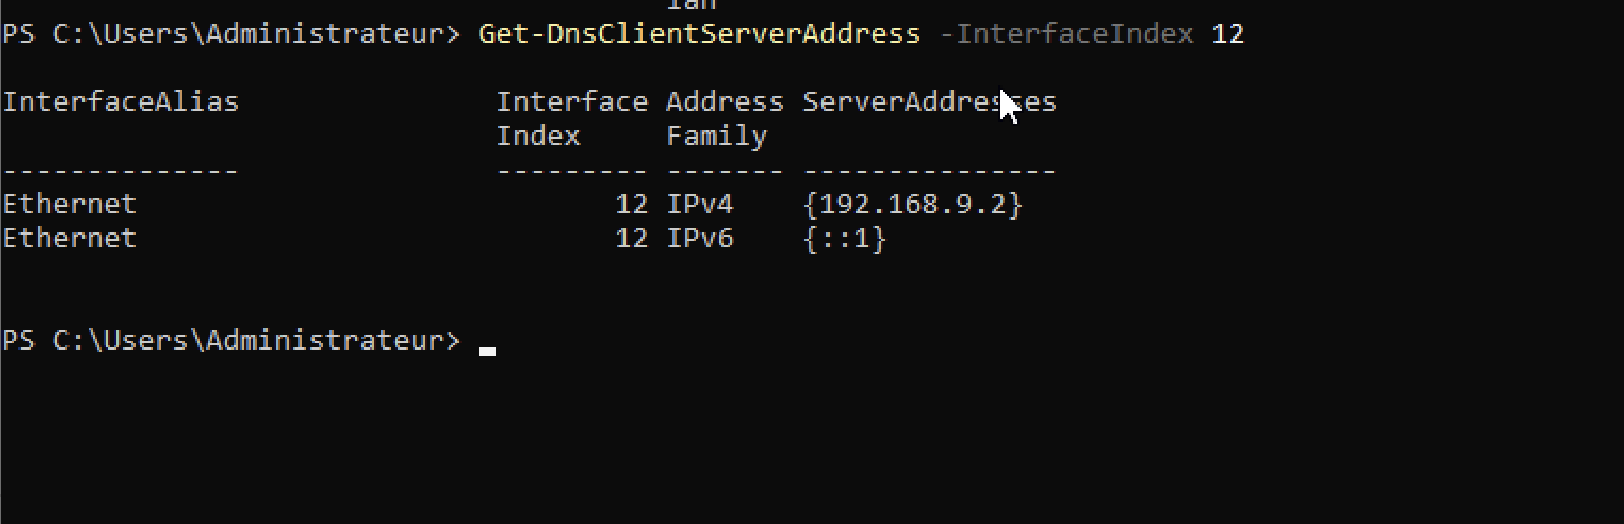 PS C:\Users\Administrateur> Get-DnsClientServerAddress -InterfaceIndex 12
InterfaceAlias Interface Address ServerAddresses
Index Family
-------------- --------- ------- ---------------
Ethernet 12 IPv4 {192.168.9.2}
Ethernet 12 IPv6 {::1}
PS C:\Users\Administrateur>